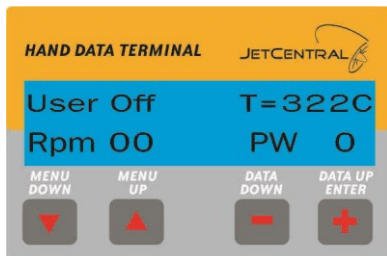 HAND DATA TERMINAL JETCENTRAL
User Off T=322C
Rpm 00 PW 0
MENU DOWN MENU UP DATA DOWN DATA UP ENTER